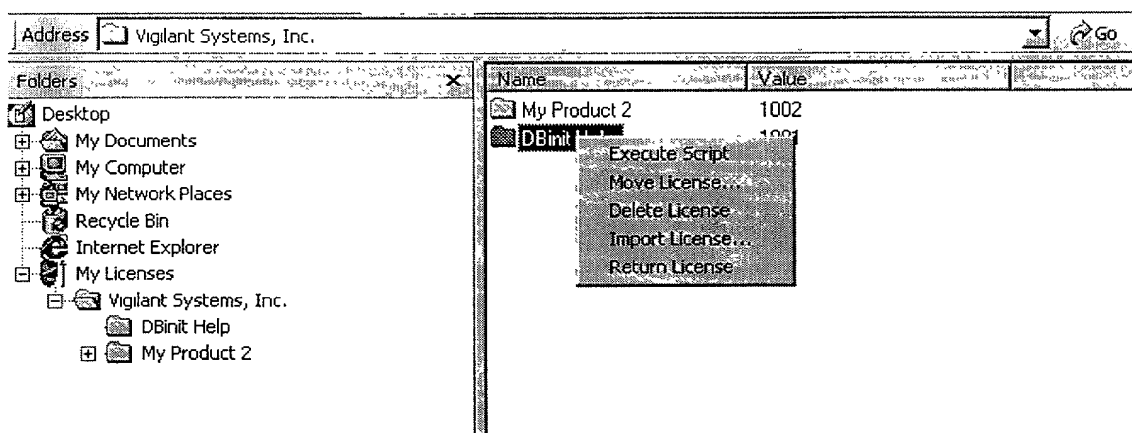 Address Vigilant Systems, Inc. Go
Folders
Name Value
Desktop
My Documents
My Computer
My Network Places
Recycle Bin
Internet Explorer
My Licenses
Vigilant Systems, Inc.
DBinit Help
My Product 2
My Product 2 1002
DBinit
Execute Script
Move License...
Delete License
Import License...
Return License